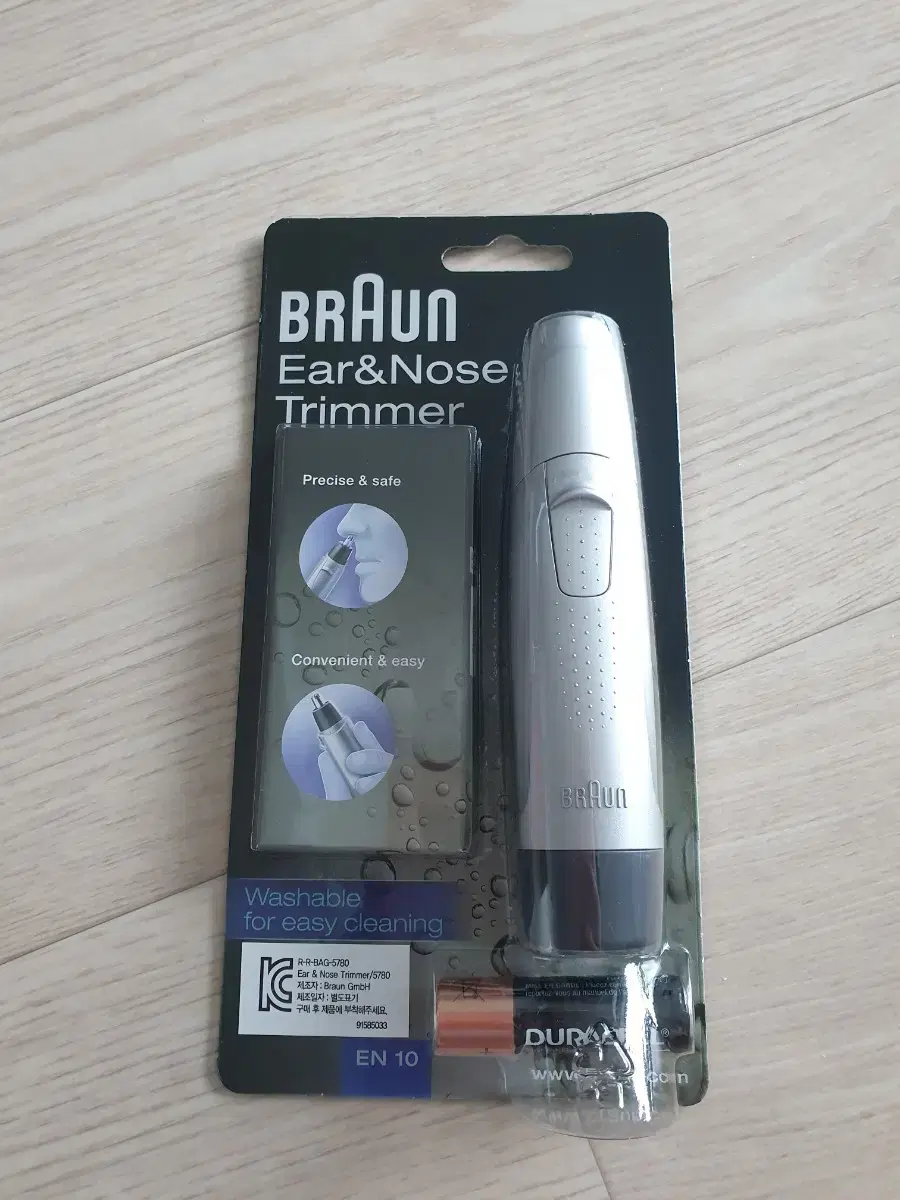 BRAUN
Ear&Nose
Trimmer
Precise & safe
Convenient & easy
BRAUN
Washable
for easy cleaning
R-R-BAG-5780
Ear & Nose Trimmer/5780
제조자 : Braun GmbH
제조일자 : 별도표기
구매 후 제품에 부착해주세요.
91585033
EN 10
DURACELL